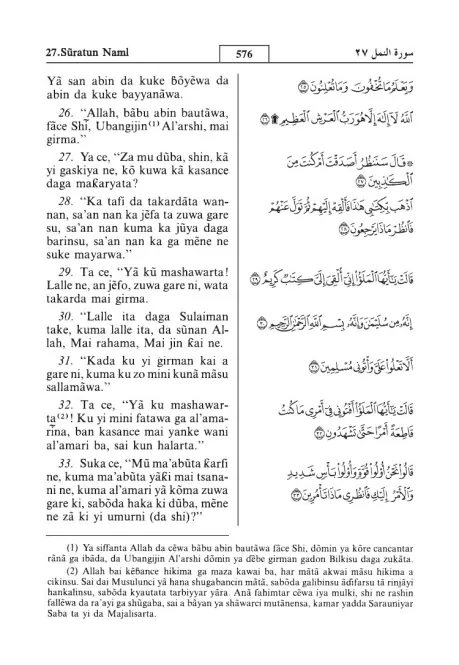 27.Sūratun Naml
576
سورة النمل ٢٧
Yā san abin da kuke ɓōyēwa da
abin da kuke bayyanāwa.
26. “Allah, bābu abin bautāwa,
fāce Shī, Ubangijin⁽¹⁾ Al'arshi, mai
girma.”
27. Ya ce, “Za mu dūba, shin, kā
yi gaskiya ne, kō kuwa kā kasance
daga maƙaryata?
28. “Ka tafi da takardāta wan-
nan, sa'an nan ka jēfa ta zuwa gare
su, sa'an nan kuma ka jūya daga
barinsu, sa'an nan ka ga mēne ne
suke mayarwa.”
29. Ta ce, “Yā kū mashawarta!
Lalle ne, an jēfo, zuwa gare ni, wata
takarda mai girma.
30. “Lalle ita daga Sulaiman
take, kuma lalle ita, da sūnan Al-
lah, Mai rahama, Mai jin ƙai ne.
31. “Kada ku yi girman kai a
gare ni, kuma ku zo mini kunā māsu
sallamāwa.”
32. Ta ce, “Yā ku mashawar-
ta⁽²⁾! Ku yi mini fatawa ga al'ama-
rīna, ban kasance mai yanke wani
al'amari ba, sai kun halarta.”
33. Suka ce, “Mū ma'abūta ƙarfi
ne, kuma ma'abūta yāƙi mai tsana-
ni ne, kuma al'amari yā kōma zuwa
gare ki, sabōda haka ki dūba, mēne
ne zā ki yi umurni (da shi)?”
وَيَعْلَمُ مَا تُخْفُونَ وَمَا تُعْلِنُونَ ٢٥
اللَّهُ لَا إِلَٰهَ إِلَّا هُوَ رَبُّ الْعَرْشِ الْعَظِيمِ ۩ ٢٦
۞ قَالَ سَنَنظُرُ أَصَدَقْتَ أَمْ كُنتَ مِنَ
الْكَاذِبِينَ ٢٧
اذْهَب بِّكِتَابِي هَٰذَا فَأَلْقِهْ إِلَيْهِمْ ثُمَّ تَوَلَّ عَنْهُمْ
فَانظُرْ مَاذَا يَرْجِعُونَ ٢٨
قَالَتْ يَا أَيُّهَا الْمَلَؤُا إِنِّي أُلْقِيَ إِلَيَّ كِتَابٌ كَرِيمٌ ٢٩
إِنَّهُ مِن سُلَيْمَانَ وَإِنَّهُ بِسْمِ اللَّهِ الرَّحْمَٰنِ الرَّحِيمِ ٣٠
أَلَّا تَعْلُوا عَلَيَّ وَأْتُونِي مُسْلِمِينَ ٣١
قَالَتْ يَا أَيُّهَا الْمَلَؤُا أَفْتُونِي فِي أَمْرِي مَا كُنتُ
قَاطِعَةً أَمْرًا حَتَّىٰ تَشْهَدُونِ ٣٢
قَالُوا نَحْنُ أُولُوا قُوَّةٍ وَأُولُوا بَأْسٍ شَدِيدٍ
وَالْأَمْرُ إِلَيْكِ فَانظُرِي مَاذَا تَأْمُرِينَ ٣٣
(1) Ya siffanta Allah da cēwa bābu abin bautāwa fāce Shi, dōmin ya kōre cancantar
rānā ga ibāda, da Ubangijin Al'arshi dōmin ya ɗēbe girman gadon Bilkisu daga zukāta.
(2) Allah bai kēɓance hikima ga maza kawai ba, har mātā akwai māsu hikima a
cikinsu. Sai dai Musulunci yā hana shugabancin mātā, sabōda galibinsu āɗifarsu tā rinjāyi
hankalinsu, sabōda kyautata tarbiyyar yāra. Anā fahimtar cēwa iya mulki, shi ne rashin
fallēwa da ra'ayi ga shūgaba, sai a bāyan ya shāwarci mutānensa, kamar yadda Sarauniyar
Saba ta yi da Majalisarta.